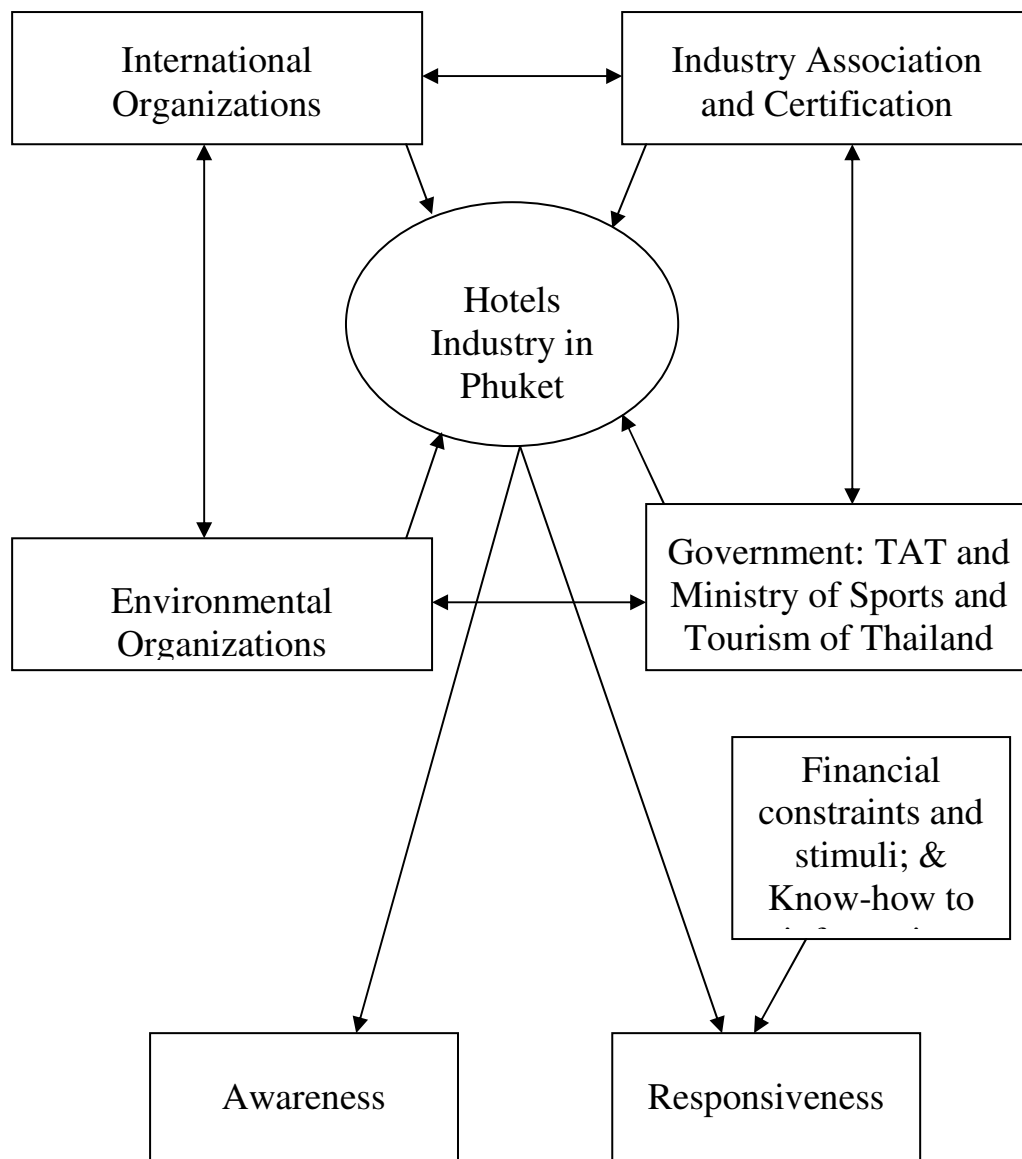 International
Organizations
Industry Association
and Certification
Hotels
Industry in
Phuket
Environmental
Organizations
Government: TAT and
Ministry of Sports and
Tourism of Thailand
Financial
constraints and
stimuli; &
Know-how to
Awareness
Responsiveness